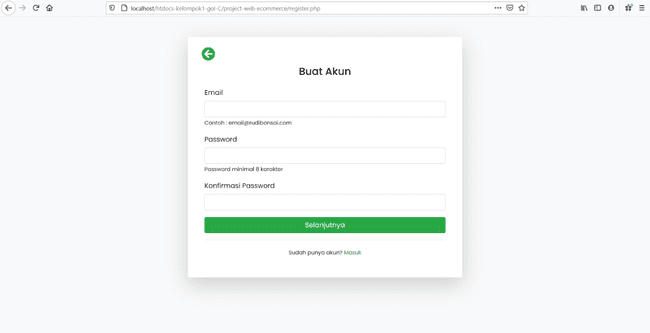 localhost/htdocs-kelompok1-gol-C/project-web-ecommerce/register.php
Buat Akun
Email
Contoh : email@rudibonsai.com
Password
Password minimal 8 karakter
Konfirmasi Password
Selanjutnya
Sudah punya akun? Masuk